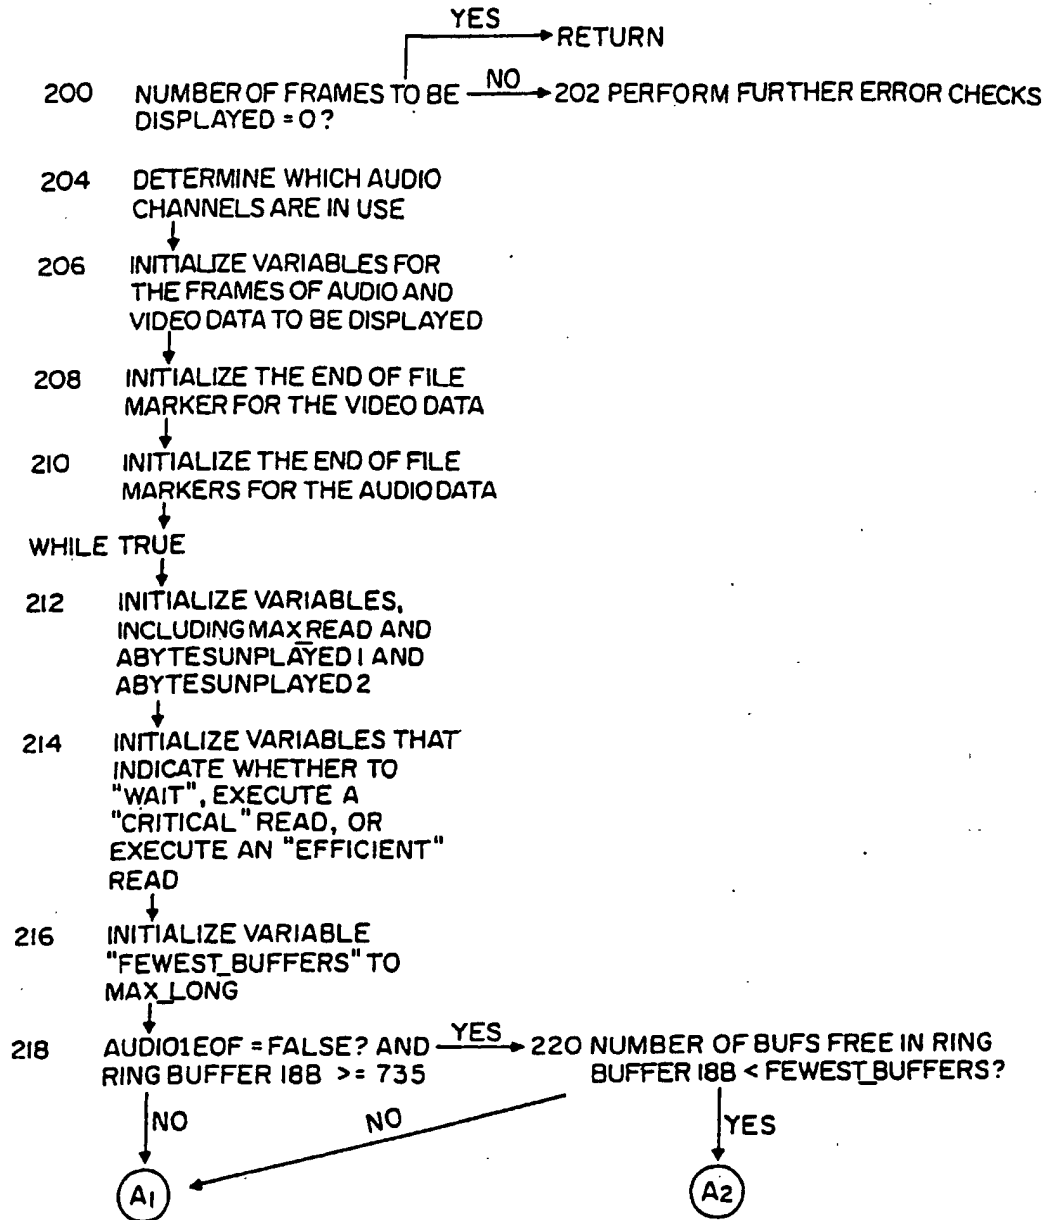 YES
RETURN
200 NUMBER OF FRAMES TO BE NO 202 PERFORM FURTHER ERROR CHECKS
DISPLAYED = 0?
204 DETERMINE WHICH AUDIO
CHANNELS ARE IN USE
206 INITIALIZE VARIABLES FOR
THE FRAMES OF AUDIO AND
VIDEO DATA TO BE DISPLAYED
208 INITIALIZE THE END OF FILE
MARKER FOR THE VIDEO DATA
210 INITIALIZE THE END OF FILE
MARKERS FOR THE AUDIO DATA
WHILE TRUE
212 INITIALIZE VARIABLES,
INCLUDING MAX_READ AND
ABYTESUNPLAYED 1 AND
ABYTESUNPLAYED 2
214 INITIALIZE VARIABLES THAT
INDICATE WHETHER TO
"WAIT", EXECUTE A
"CRITICAL" READ, OR
EXECUTE AN "EFFICIENT"
READ
216 INITIALIZE VARIABLE
"FEWEST_BUFFERS" TO
MAX_LONG
218 AUDIO1EOF = FALSE? AND YES 220 NUMBER OF BUFS FREE IN RING
RING BUFFER 18B >= 735 BUFFER 18B < FEWEST_BUFFERS?
NO NO YES
A1 A2